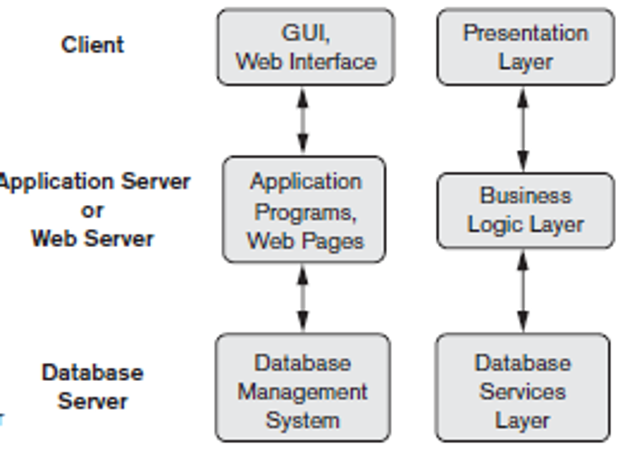 Client
GUI,
Web Interface
Presentation
Layer
Application Server
or
Web Server
Application
Programs,
Web Pages
Business
Logic Layer
Database
Server
Database
Management
System
Database
Services
Layer